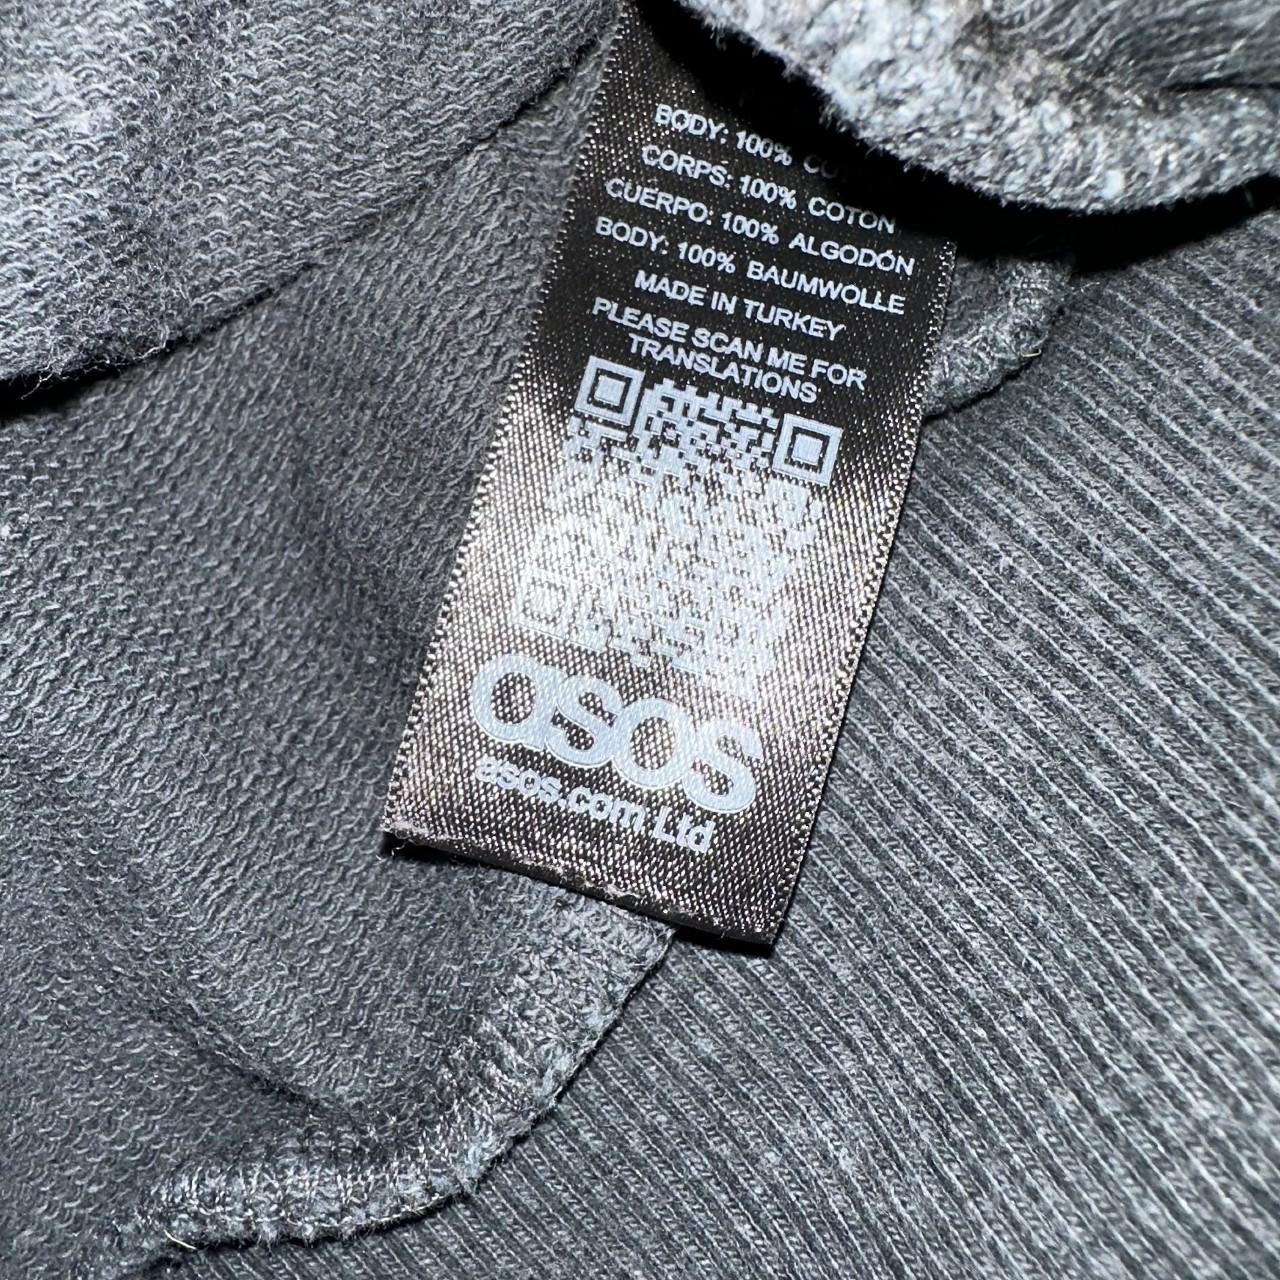 BODY: 100%
CORPS: 100% COTON
CUERPO: 100% ALGODÓN
BODY: 100% BAUMWOLLE
MADE IN TURKEY
PLEASE SCAN ME FOR
TRANSLATIONS
asos
asos.com Ltd